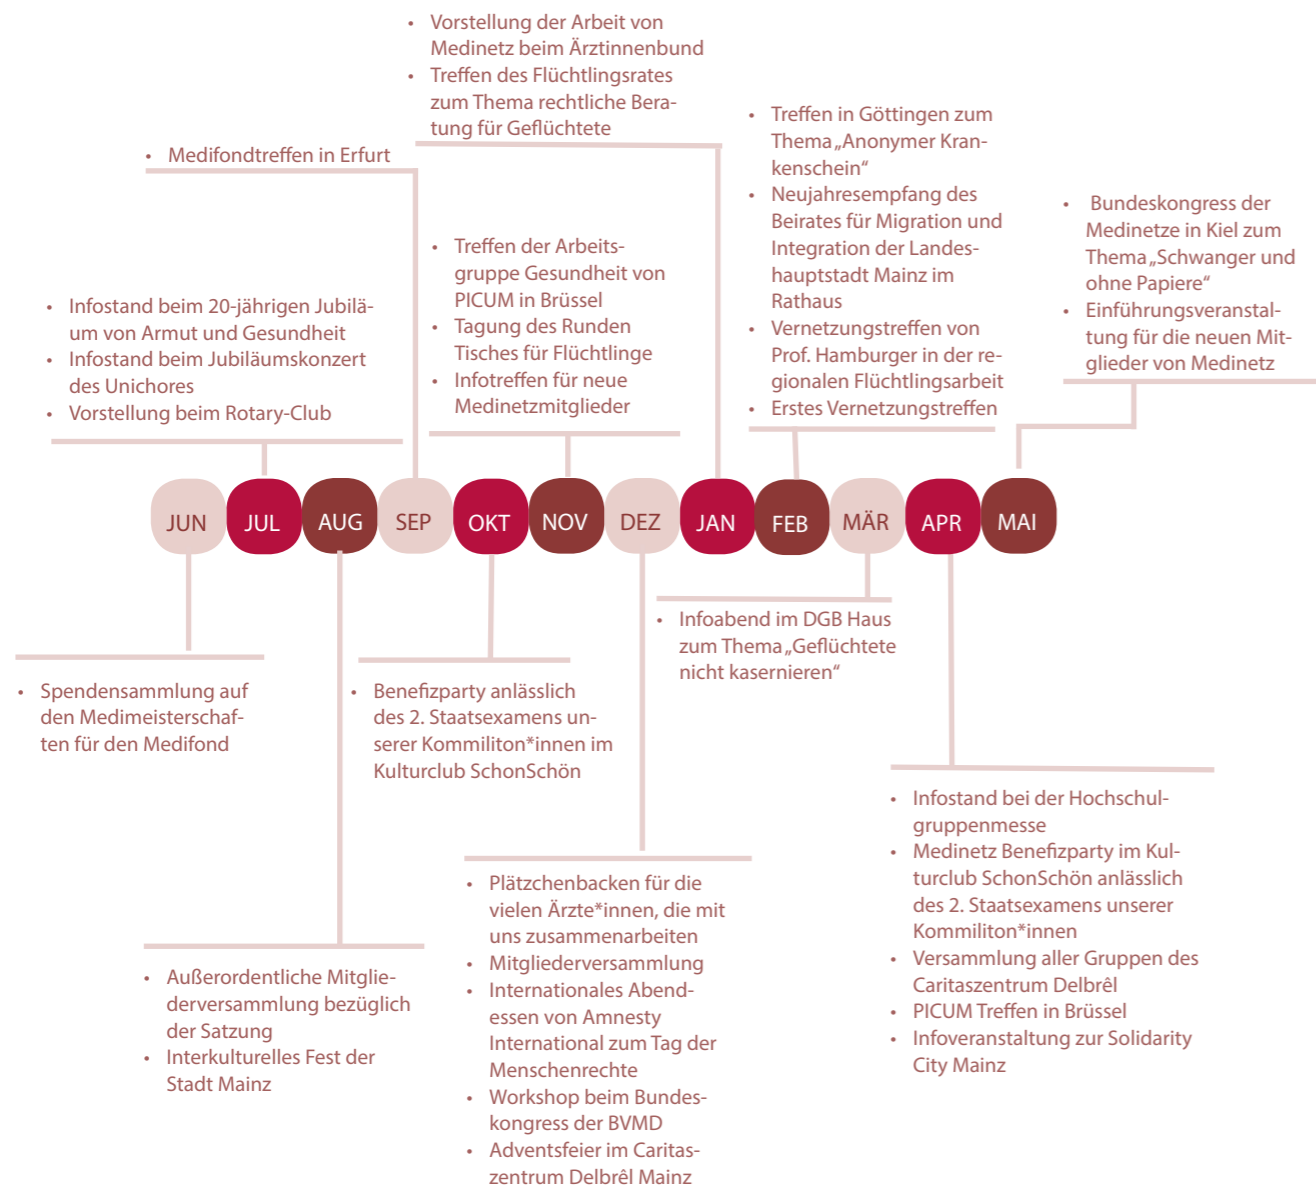 • Vorstellung der Arbeit von
Medinetz beim Ärztinnenbund
• Treffen des Flüchtlingsrates
zum Thema rechtliche Bera-
tung für Geflüchtete
• Medifondtreffen in Erfurt
• Treffen in Göttingen zum
Thema „Anonymer Kran-
kenschein“
• Neujahresempfang des
Beirates für Migration und
Integration der Landes-
hauptstadt Mainz im
Rathaus
• Vernetzungstreffen von
Prof. Hamburger in der re-
gionalen Flüchtlingsarbeit
• Erstes Vernetzungstreffen
• Bundeskongress der
Medinetze in Kiel zum
Thema „Schwanger und
ohne Papiere“
• Einführungsveranstal-
tung für die neuen Mit-
glieder von Medinetz
• Infostand beim 20-jährigen Jubilä-
um von Armut und Gesundheit
• Infostand beim Jubiläumskonzert
des Unichores
• Vorstellung beim Rotary-Club
• Treffen der Arbeits-
gruppe Gesundheit von
PICUM in Brüssel
• Tagung des Runden
Tisches für Flüchtlinge
• Infotreffen für neue
Medinetzmitglieder
JUN JUL AUG SEP OKT NOV DEZ JAN FEB MÄR APR MAI
• Spendensammlung auf
den Medimeisterschaf-
ten für den Medifond
• Benefizparty anlässlich
des 2. Staatsexamens un-
serer Kommiliton*innen im
Kulturclub SchonSchön
• Infoabend im DGB Haus
zum Thema „Geflüchtete
nicht kasernieren“
• Außerordentliche Mitglie-
derversammlung bezüglich
der Satzung
• Interkulturelles Fest der
Stadt Mainz
• Plätzchenbacken für die
vielen Ärzte*innen, die mit
uns zusammenarbeiten
• Mitgliederversammlung
• Internationales Abend-
essen von Amnesty
International zum Tag der
Menschenrechte
• Workshop beim Bundes-
kongress der BVMD
• Adventsfeier im Caritas-
zentrum Delbrêl Mainz
• Infostand bei der Hochschul-
gruppenmesse
• Medinetz Benefizparty im Kul-
turclub SchonSchön anlässlich
des 2. Staatsexamens unserer
Kommiliton*innen
• Versammlung aller Gruppen des
Caritaszentrum Delbrêl
• PICUM Treffen in Brüssel
• Infoveranstaltung zur Solidarity
City Mainz